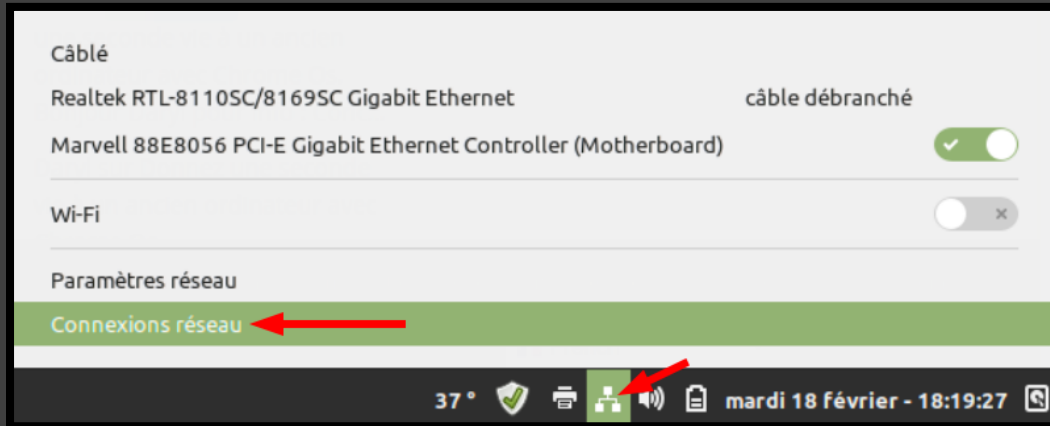 Câblé
Realtek RTL-8110SC/8169SC Gigabit Ethernet câble débranché
Marvell 88E8056 PCI-E Gigabit Ethernet Controller (Motherboard)
Wi-Fi
Paramètres réseau
Connexions réseau
37° mardi 18 février - 18:19:27